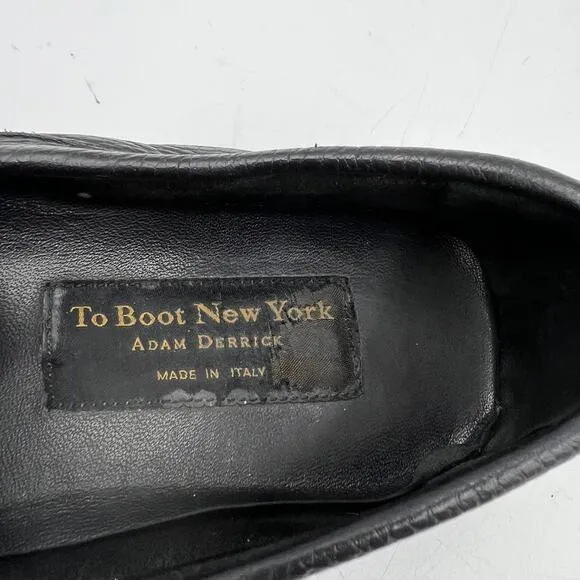 To Boot New York
ADAM DERRICK
MADE IN ITALY